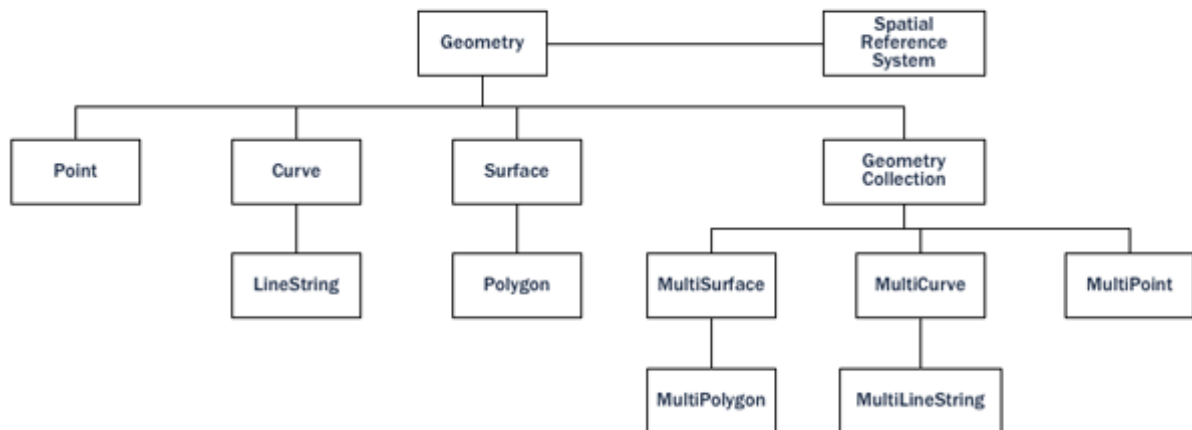 Geometry
Spatial
Reference
System
Point
Curve
Surface
Geometry
Collection
LineString
Polygon
MultiSurface
MultiCurve
MultiPoint
MultiPolygon
MultiLineString